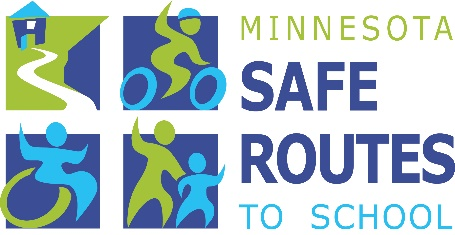 MINNESOTA
SAFE
ROUTES
TO SCHOOL